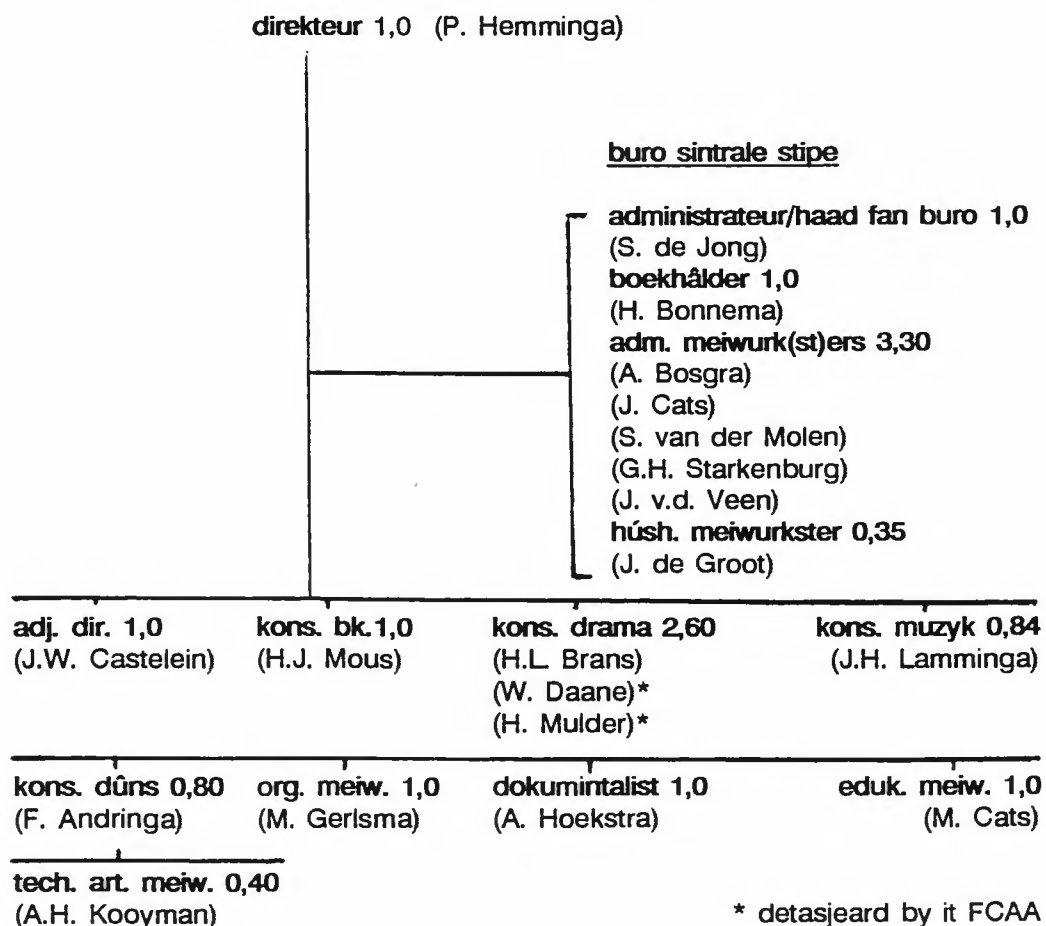 direkteur 1,0 (P. Hemminga)
buro sintrale stipe
administrateur/haad fan buro 1,0
(S. de Jong)
boekhâlder 1,0
(H. Bonnema)
adm. meiwurk(st)ers 3,30
(A. Bosgra)
(J. Cats)
(S. van der Molen)
(G.H. Starkenburg)
(J. v.d. Veen)
húsh. meiwurkster 0,35
(J. de Groot)
adj. dir. 1,0 kons. bk.1,0 kons. drama 2,60 kons. muzyk 0,84
(J.W. Castelein) (H.J. Mous) (H.L. Brans) (J.H. Lamminga)
(W. Daane)*
(H. Mulder)*
kons. dûns 0,80 org. meiw. 1,0 dokumintalist 1,0 eduk. meiw. 1,0
(F. Andringa) (M. Gerlsma) (A. Hoekstra) (M. Cats)
tech. art. meiw. 0,40
(A.H. Kooyman) * detasjeard by it FCAA